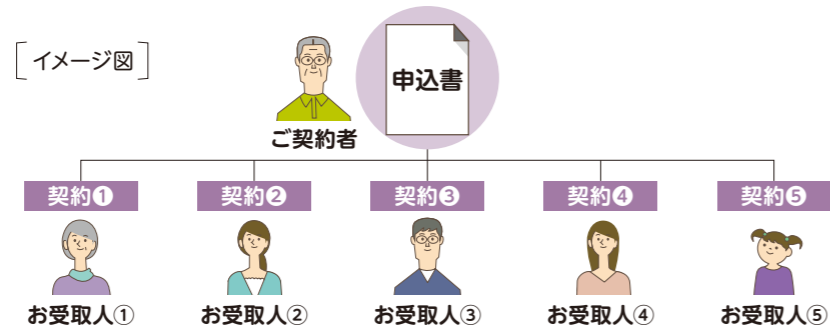 [イメージ図]
申込書
ご契約者
契約❶
契約❷
契約❸
契約❹
契約❺
お受取人①
お受取人②
お受取人③
お受取人④
お受取人⑤